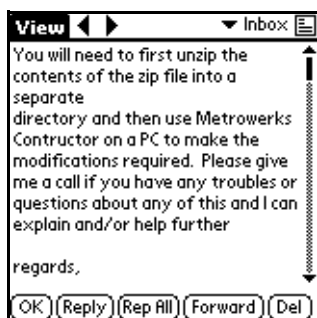 View Inbox
You will need to first unzip the
contents of the zip file into a
separate
directory and then use Metrowerks
Contructor on a PC to make the
modifications required. Please give
me a call if you have any troubles or
questions about any of this and I can
explain and/or help further
regards,
OK Reply Rep All Forward Del